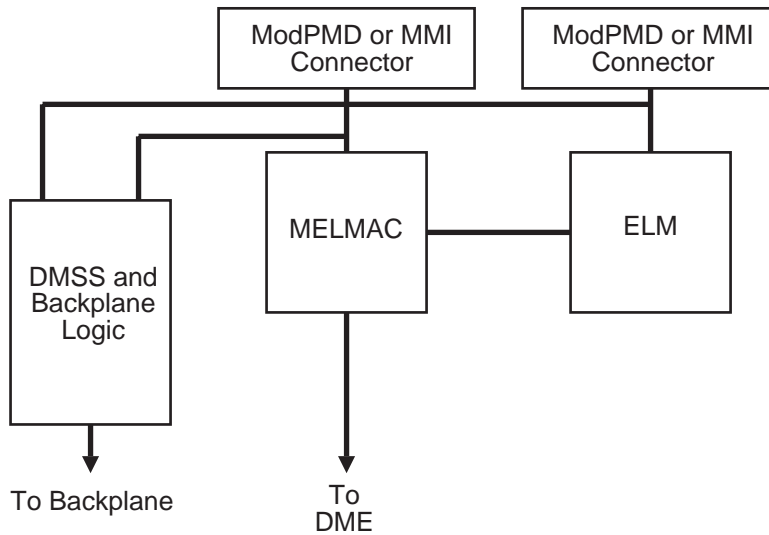 ModPMD or MMI
Connector
ModPMD or MMI
Connector
MELMAC
ELM
DMSS and
Backplane
Logic
To Backplane
To
DME